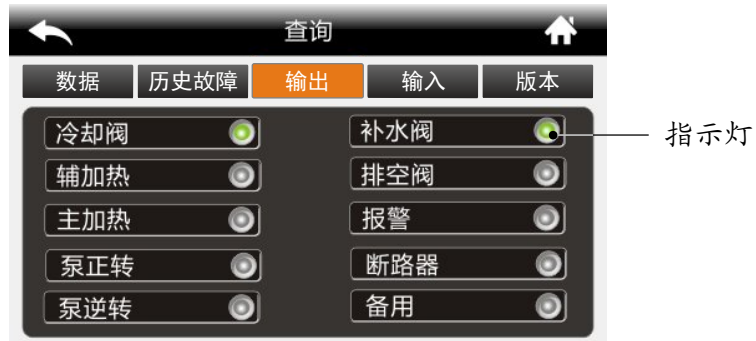 查询
数据 历史故障 输出 输入 版本
冷却阀 补水阀 指示灯
辅加热 排空阀
主加热 报警
泵正转 断路器
泵逆转 备用